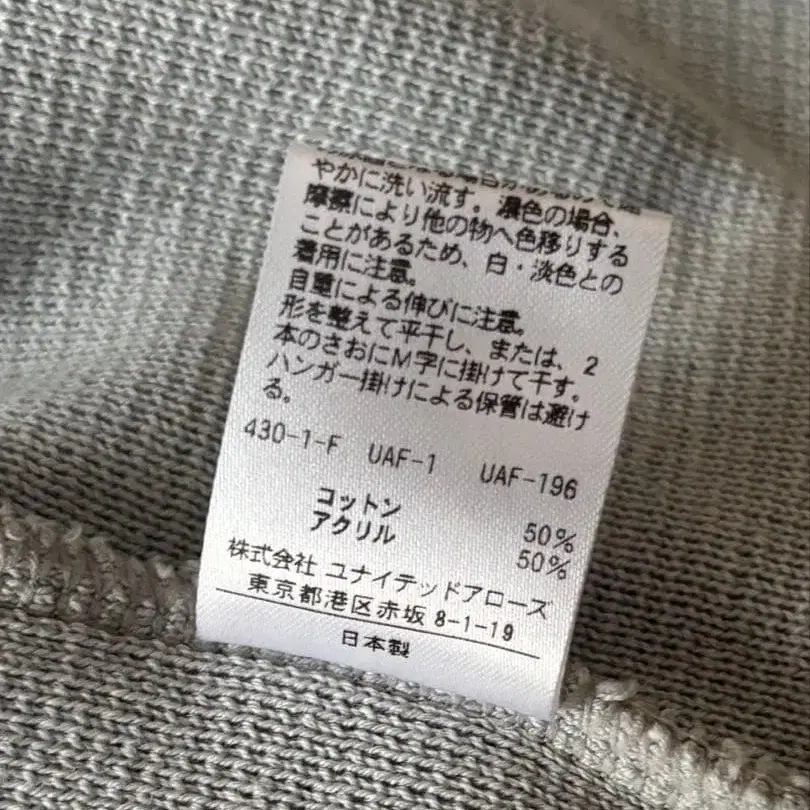 やかに洗い流す。濃色の場合、
摩擦により他の物へ色移りする
ことがあるため、白・淡色との
着用に注意。
自重による伸びに注意。
形を整えて平干し、または、2
本のさおにM字に掛けて干す。
ハンガー掛けによる保管は避け
る。
430-1-F UAF-1 UAF-196
コットン 50%
アクリル 50%
株式会社 ユナイテッドアローズ
東京都港区赤坂 8-1-19
日本製